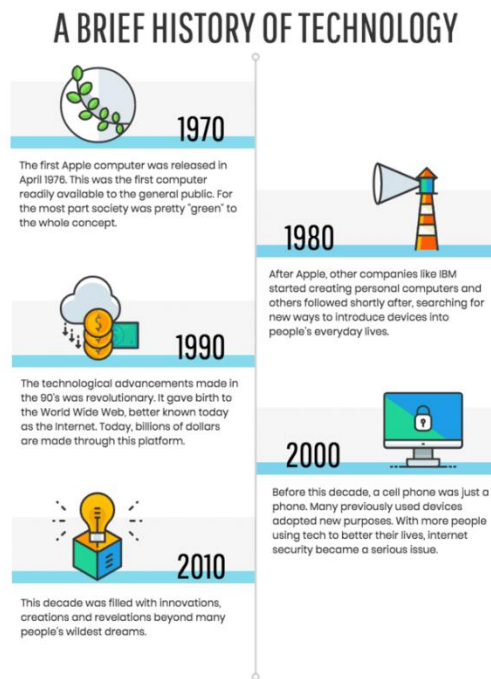 A BRIEF HISTORY OF TECHNOLOGY
1970
The first Apple computer was released in
April 1976. This was the first computer
readily available to the general public. For
the most part society was pretty "green" to
the whole concept.
1980
After Apple, other companies like IBM
started creating personal computers and
others followed shortly after, searching for
new ways to introduce devices into
people's everyday lives.
1990
The technological advancements made in
the 90's was revolutionary. It gave birth to
the World Wide Web, better known today
as the Internet. Today, billions of dollars
are made through this platform.
2000
Before this decade, a cell phone was just a
phone. Many previously used devices
adopted new purposes. With more people
using tech to better their lives, internet
security became a serious issue.
2010
This decade was filled with innovations,
creations and revelations beyond many
people's wildest dreams.